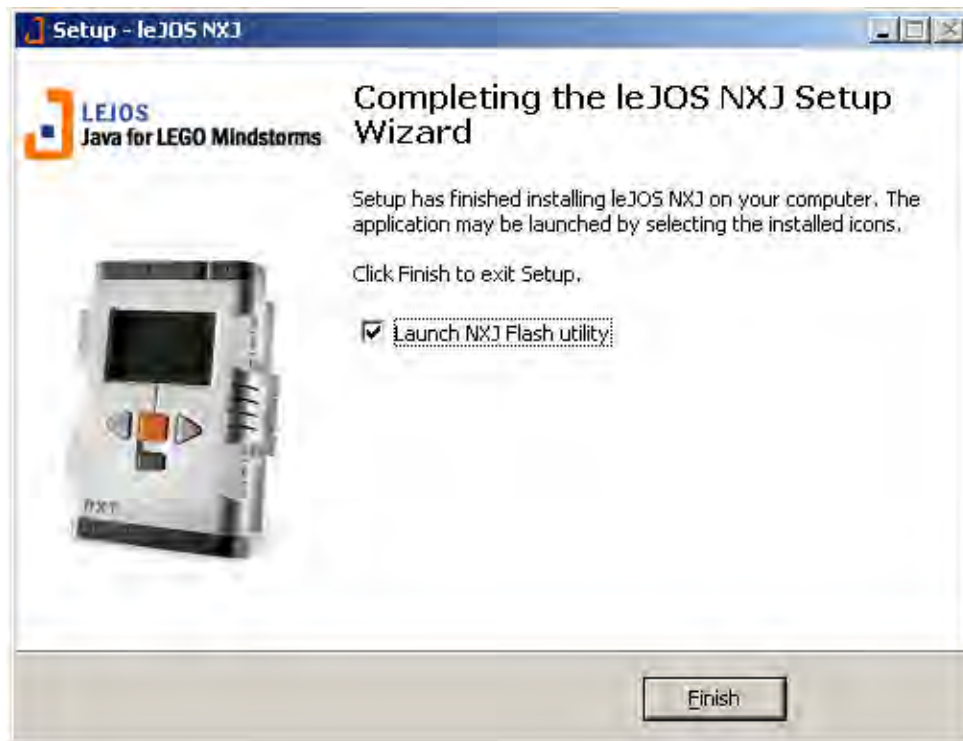 Setup - leJOS NXJ
LEJOS
Java for LEGO Mindstorms
Completing the leJOS NXJ Setup
Wizard
Setup has finished installing leJOS NXJ on your computer. The
application may be launched by selecting the installed icons.
Click Finish to exit Setup.
Launch NXJ Flash utility
NXT
Finish